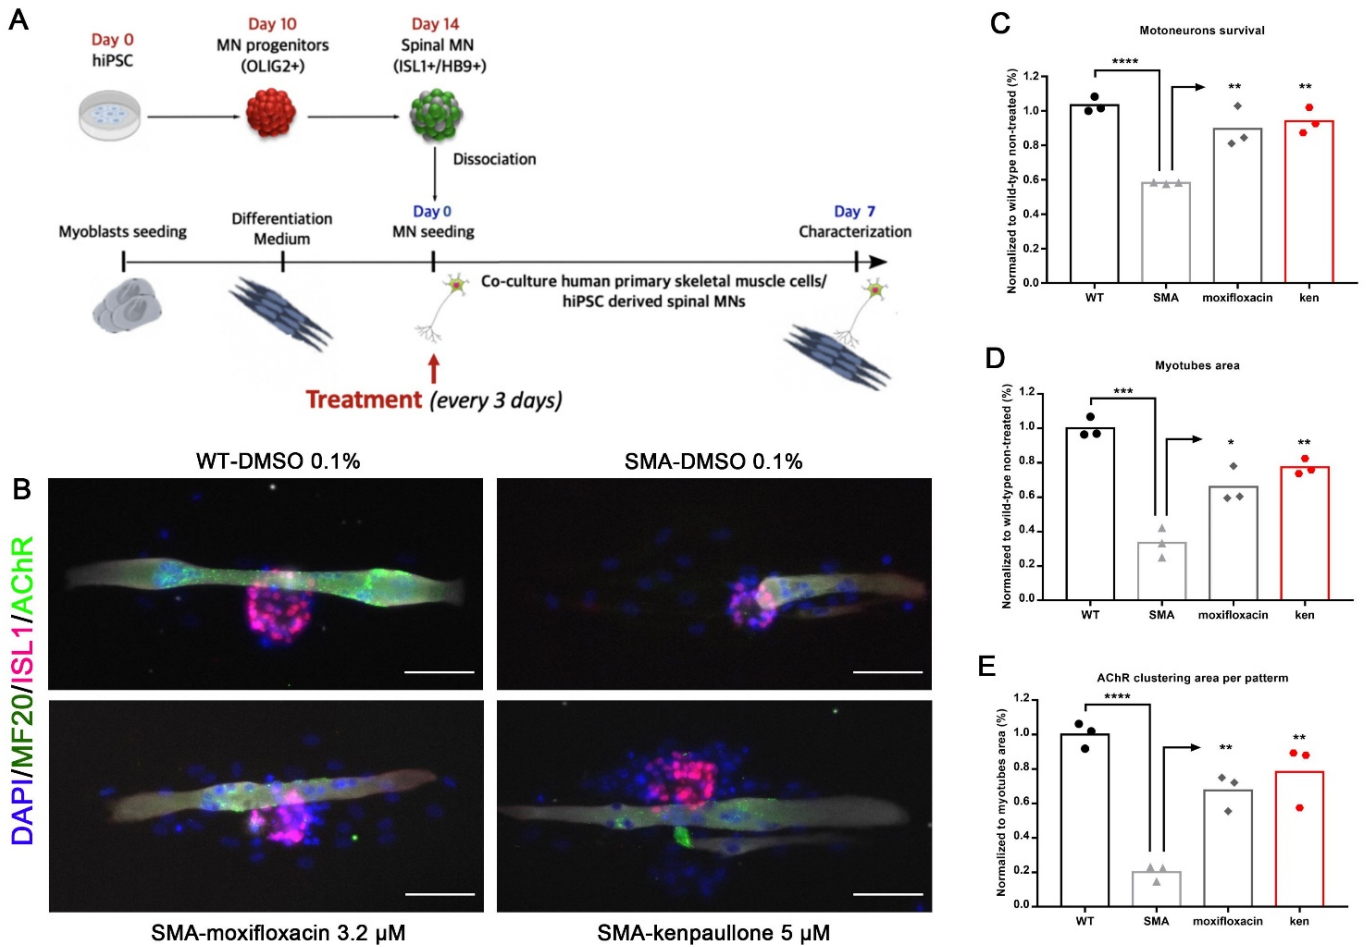 A
Day 0
hiPSC
Day 10
MN progenitors
(OLIG2+)
Day 14
Spinal MN
(ISL1+/HB9+)
Dissociation
Myoblasts seeding
Differentiation
Medium
Day 0
MN seeding
Day 7
Characterization
Co-culture human primary skeletal muscle cells/
hiPSC derived spinal MNs
Treatment (every 3 days)
B
DAPI/MF20/ISL1/AChR
WT-DMSO 0.1%
SMA-DMSO 0.1%
SMA-moxifloxacin 3.2 µM
SMA-kenpaullone 5 µM
C
Motoneurons survival
Normalized to wild-type non-treated (%)
1.2
1.0
0.8
0.6
0.4
0.2
0.0
****
**
**
WT
SMA
moxifloxacin
ken
D
Myotubes area
Normalized to wild-type non-treated (%)
1.2
1.0
0.8
0.6
0.4
0.2
0.0
***
*
**
WT
SMA
moxifloxacin
ken
E
AChR clustering area per patterm
Normalized to myotubes area (%)
1.2
1.0
0.8
0.6
0.4
0.2
0.0
****
**
**
WT
SMA
moxifloxacin
ken